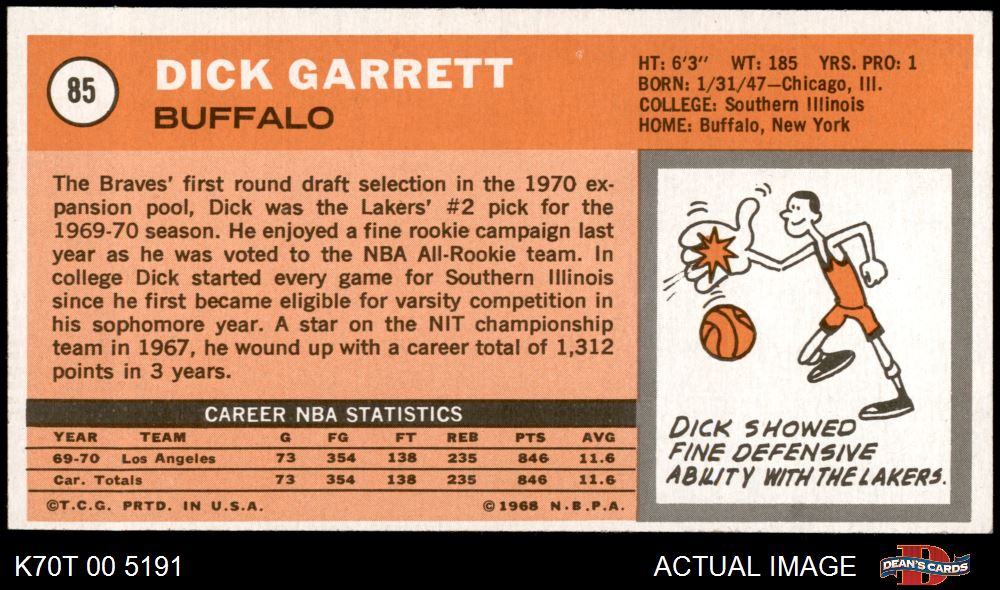 85
DICK GARRETT
BUFFALO
HT: 6'3" WT: 185 YRS. PRO: 1
BORN: 1/31/47—Chicago, Ill.
COLLEGE: Southern Illinois
HOME: Buffalo, New York
The Braves' first round draft selection in the 1970 ex-
pansion pool, Dick was the Lakers' #2 pick for the
1969-70 season. He enjoyed a fine rookie campaign last
year as he was voted to the NBA All-Rookie team. In
college Dick started every game for Southern Illinois
since he first became eligible for varsity competition in
his sophomore year. A star on the NIT championship
team in 1967, he wound up with a career total of 1,312
points in 3 years.
CAREER NBA STATISTICS
YEAR TEAM G FG FT REB PTS AVG
69-70 Los Angeles 73 354 138 235 846 11.6
Car. Totals 73 354 138 235 846 11.6
©T.C.G. PRTD. IN U.S.A. ©1968 N.B.P.A.
DICK SHOWED
FINE DEFENSIVE
ABILITY WITH THE LAKERS.
K70T 00 5191
ACTUAL IMAGE
D
DEAN'S CARDS